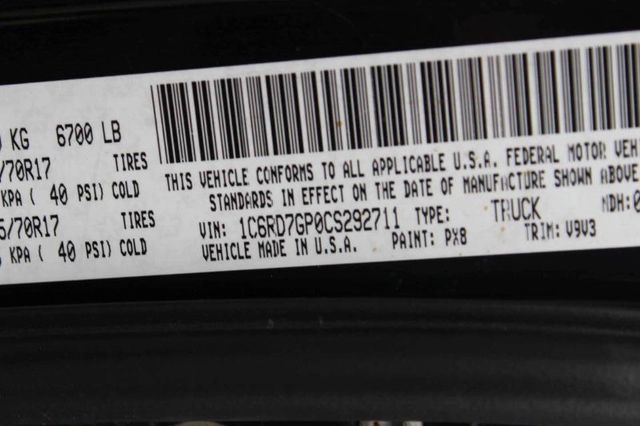 KG 6700 LB
/70R17 TIRES
KPA ( 40 PSI) COLD
/70R17 TIRES
KPA ( 40 PSI) COLD
THIS VEHICLE CONFORMS TO ALL APPLICABLE U.S.A. FEDERAL MOTOR VEHI
STANDARDS IN EFFECT ON THE DATE OF MANUFACTURE SHOWN ABOVE
VIN: 1C6RD7GP0CS292711 TYPE: TRUCK MDH:
VEHICLE MADE IN U.S.A. PAINT: PX8 TRIM: V9V3